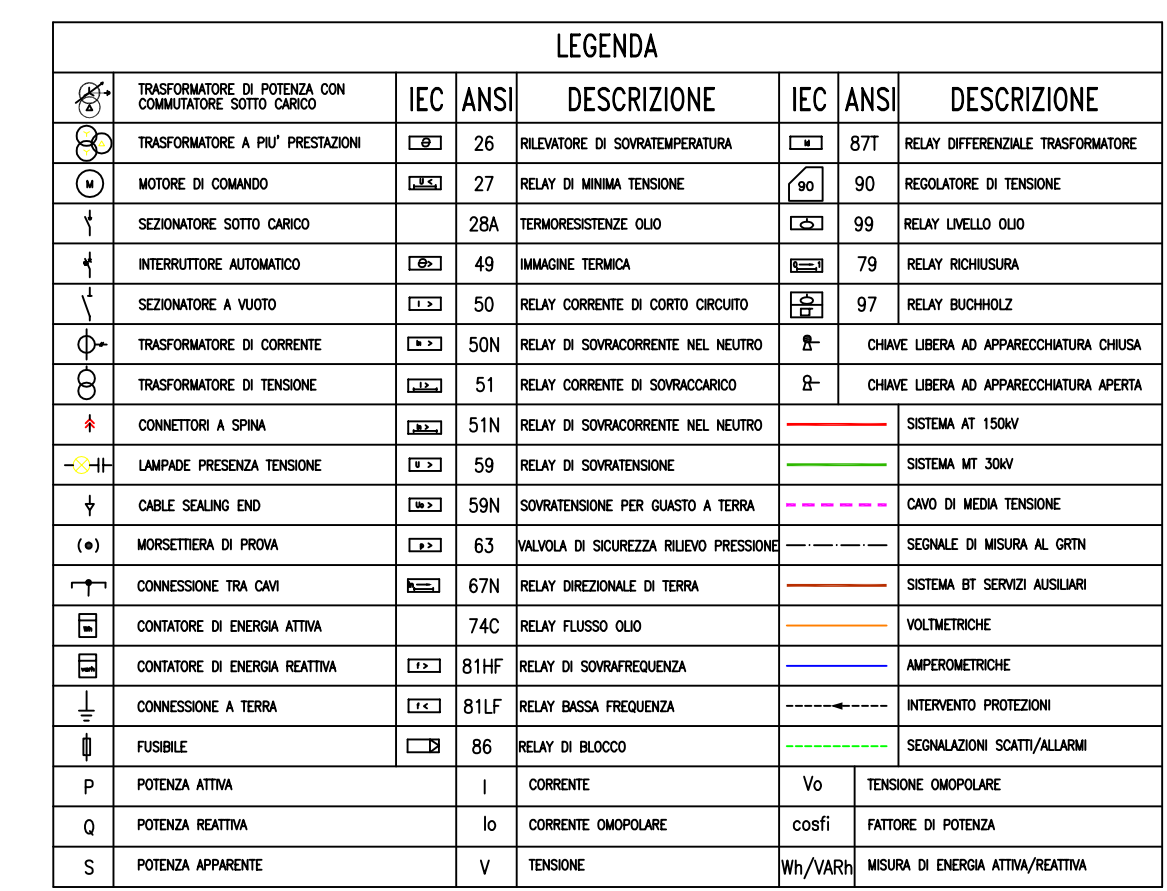 LEGENDA
TRASFORMATORE DI POTENZA CON
COMMUTATORE SOTTO CARICO
IEC ANSI DESCRIZIONE IEC ANSI DESCRIZIONE
TRASFORMATORE A PIU' PRESTAZIONI 26 RILEVATORE DI SOVRATEMPERATURA 87T RELAY DIFFERENZIALE TRASFORMATORE
M MOTORE DI COMANDO U< 27 RELAY DI MINIMA TENSIONE 90 90 REGOLATORE DI TENSIONE
SEZIONATORE SOTTO CARICO 28A TERMORESISTENZE OLIO 99 RELAY LIVELLO OLIO
INTERRUTTORE AUTOMATICO Θ> 49 IMMAGINE TERMICA 79 RELAY RICHIUSURA
SEZIONATORE A VUOTO I > 50 RELAY CORRENTE DI CORTO CIRCUITO 97 RELAY BUCHHOLZ
TRASFORMATORE DI CORRENTE 50N RELAY DI SOVRACORRENTE NEL NEUTRO CHIAVE LIBERA AD APPARECCHIATURA CHIUSA
TRASFORMATORE DI TENSIONE I> 51 RELAY CORRENTE DI SOVRACCARICO CHIAVE LIBERA AD APPARECCHIATURA APERTA
CONNETTORI A SPINA 51N RELAY DI SOVRACORRENTE NEL NEUTRO SISTEMA AT 150kV
LAMPADE PRESENZA TENSIONE U > 59 RELAY DI SOVRATENSIONE SISTEMA MT 30kV
CABLE SEALING END Uo > 59N SOVRATENSIONE PER GUASTO A TERRA CAVO DI MEDIA TENSIONE
MORSETTIERA DI PROVA p > 63 VALVOLA DI SICUREZZA RILIEVO PRESSIONE SEGNALE DI MISURA AL GRTN
CONNESSIONE TRA CAVI 67N RELAY DIREZIONALE DI TERRA SISTEMA BT SERVIZI AUSILIARI
Wh CONTATORE DI ENERGIA ATTIVA 74C RELAY FLUSSO OLIO VOLTMETRICHE
varh CONTATORE DI ENERGIA REATTIVA f > 81HF RELAY DI SOVRAFREQUENZA AMPEROMETRICHE
CONNESSIONE A TERRA f < 81LF RELAY BASSA FREQUENZA INTERVENTO PROTEZIONI
FUSIBILE 86 RELAY DI BLOCCO SEGNALAZIONI SCATTI/ALLARMI
P POTENZA ATTIVA I CORRENTE Vo TENSIONE OMOPOLARE
Q POTENZA REATTIVA Io CORRENTE OMOPOLARE cosfi FATTORE DI POTENZA
S POTENZA APPARENTE V TENSIONE Wh/VARh MISURA DI ENERGIA ATTIVA/REATTIVA